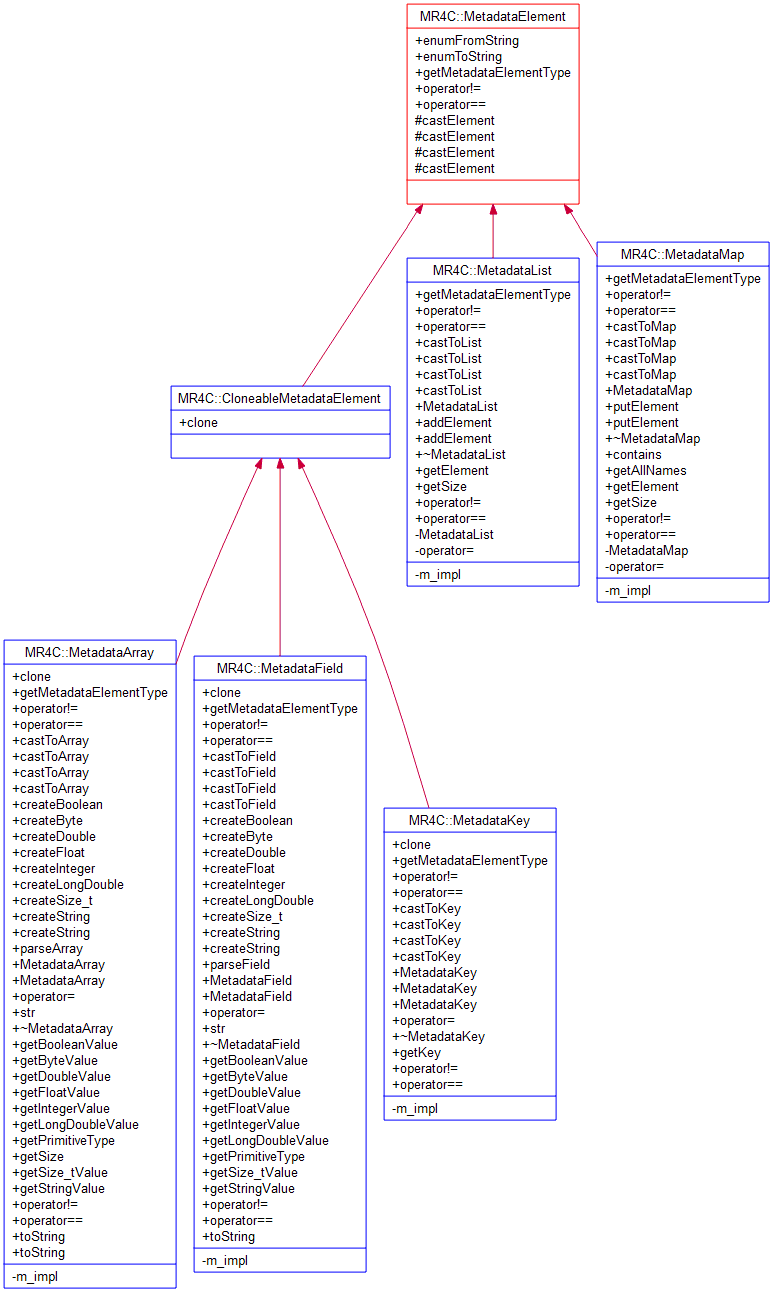 MR4C::MetadataElement
+enumFromString
+enumToString
+getMetadataElementType
+operator!=
+operator==
#castElement
#castElement
#castElement
#castElement
MR4C::MetadataMap
+getMetadataElementType
+operator!=
+operator==
+castToMap
+castToMap
+castToMap
+castToMap
+MetadataMap
+putElement
+putElement
+~MetadataMap
+contains
+getAllNames
+getElement
+getSize
+operator!=
+operator==
-MetadataMap
-operator=
-m_impl
MR4C::MetadataList
+getMetadataElementType
+operator!=
+operator==
+castToList
+castToList
+castToList
+castToList
+MetadataList
+addElement
+addElement
+~MetadataList
+getElement
+getSize
+operator!=
+operator==
-MetadataList
-operator=
-m_impl
MR4C::CloneableMetadataElement
+clone
MR4C::MetadataArray
+clone
+getMetadataElementType
+operator!=
+operator==
+castToArray
+castToArray
+castToArray
+castToArray
+createBoolean
+createByte
+createDouble
+createFloat
+createInteger
+createLongDouble
+createSize_t
+createString
+createString
+parseArray
+MetadataArray
+MetadataArray
+operator=
+str
+~MetadataArray
+getBooleanValue
+getByteValue
+getDoubleValue
+getFloatValue
+getIntegerValue
+getLongDoubleValue
+getPrimitiveType
+getSize
+getSize_tValue
+getStringValue
+operator!=
+operator==
+toString
+toString
-m_impl
MR4C::MetadataField
+clone
+getMetadataElementType
+operator!=
+operator==
+castToField
+castToField
+castToField
+castToField
+createBoolean
+createByte
+createDouble
+createFloat
+createInteger
+createLongDouble
+createSize_t
+createString
+createString
+parseField
+MetadataField
+MetadataField
+operator=
+str
+~MetadataField
+getBooleanValue
+getByteValue
+getDoubleValue
+getFloatValue
+getIntegerValue
+getLongDoubleValue
+getPrimitiveType
+getSize_tValue
+getStringValue
+operator!=
+operator==
+toString
-m_impl
MR4C::MetadataKey
+clone
+getMetadataElementType
+operator!=
+operator==
+castToKey
+castToKey
+castToKey
+castToKey
+MetadataKey
+MetadataKey
+MetadataKey
+operator=
+~MetadataKey
+getKey
+operator!=
+operator==
-m_impl